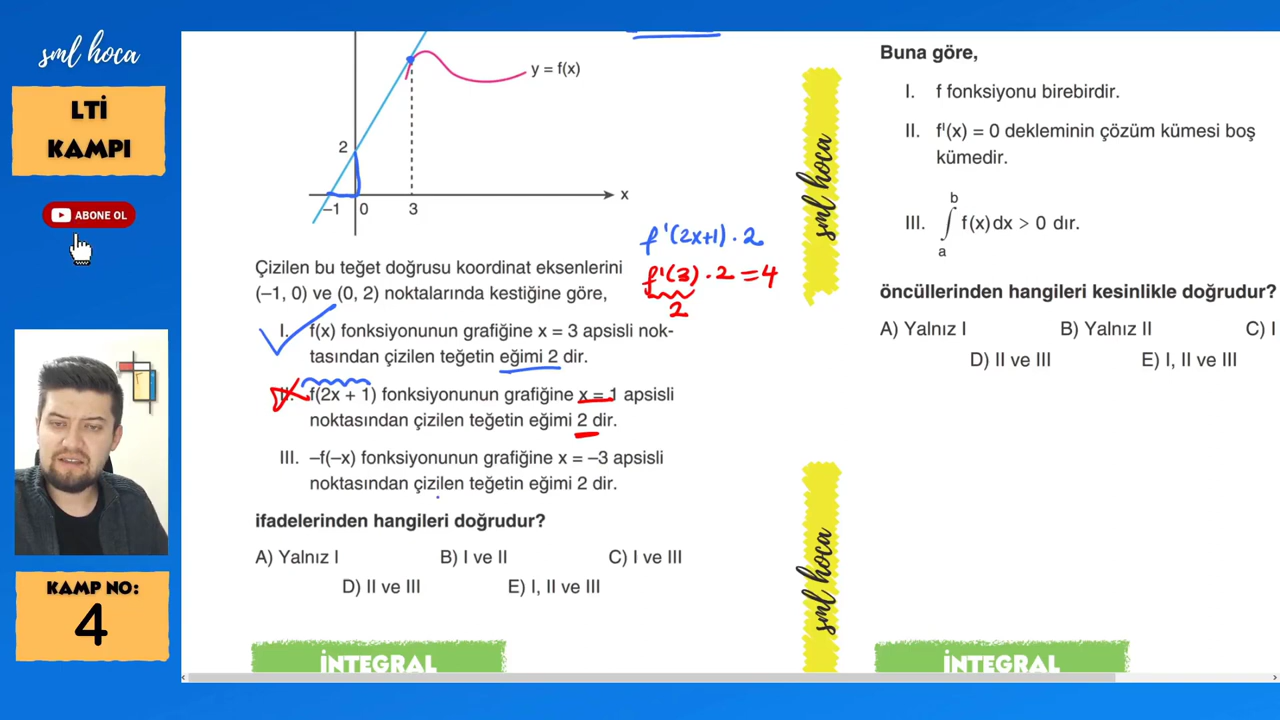 sml hoca
LTİ
KAMPI
ABONE OL
KAMP NO:
4
y = f(x)
2
x
–1
0
3
f'(2x+1) . 2
f'(3) . 2 = 4
2
Çizilen bu teğet doğrusu koordinat eksenlerini
(–1, 0) ve (0, 2) noktalarında kestiğine göre,
I. f(x) fonksiyonunun grafiğine x = 3 apsisli nok-
tasından çizilen teğetin eğimi 2 dir.
II. f(2x + 1) fonksiyonunun grafiğine x = 1 apsisli
noktasından çizilen teğetin eğimi 2 dir.
III. –f(–x) fonksiyonunun grafiğine x = –3 apsisli
noktasından çizilen teğetin eğimi 2 dir.
ifadelerinden hangileri doğrudur?
A) Yalnız I B) I ve II C) I ve III
D) II ve III E) I, II ve III
İNTEGRAL
sml hoca
sml hoca
Buna göre,
I. f fonksiyonu birebirdir.
II. f'(x) = 0 dekleminin çözüm kümesi boş
kümedir.
b
III. ∫ f(x) dx > 0 dır.
a
öncüllerinden hangileri kesinlikle doğrudur?
A) Yalnız I B) Yalnız II C) I
D) II ve III E) I, II ve III
İNTEGRAL